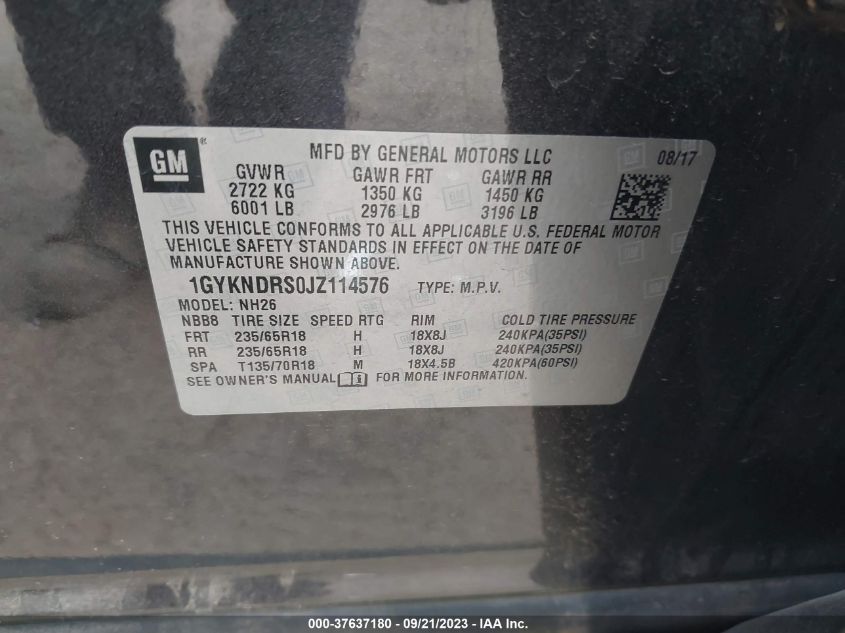 GM ®
MFD BY GENERAL MOTORS LLC 08/17
GVWR GAWR FRT GAWR RR
2722 KG 1350 KG 1450 KG
6001 LB 2976 LB 3196 LB
THIS VEHICLE CONFORMS TO ALL APPLICABLE U.S. FEDERAL MOTOR
VEHICLE SAFETY STANDARDS IN EFFECT ON THE DATE OF
MANUFACTURE SHOWN ABOVE.
1GYKNDRS0JZ114576 TYPE: M.P.V.
MODEL: NH26
NBB8 TIRE SIZE SPEED RTG RIM COLD TIRE PRESSURE
FRT 235/65R18 H 18X8J 240KPA(35PSI)
RR 235/65R18 H 18X8J 240KPA(35PSI)
SPA T135/70R18 M 18X4.5B 420KPA(60PSI)
SEE OWNER'S MANUAL FOR MORE INFORMATION.
000-37637180 - 09/21/2023 - IAA Inc.